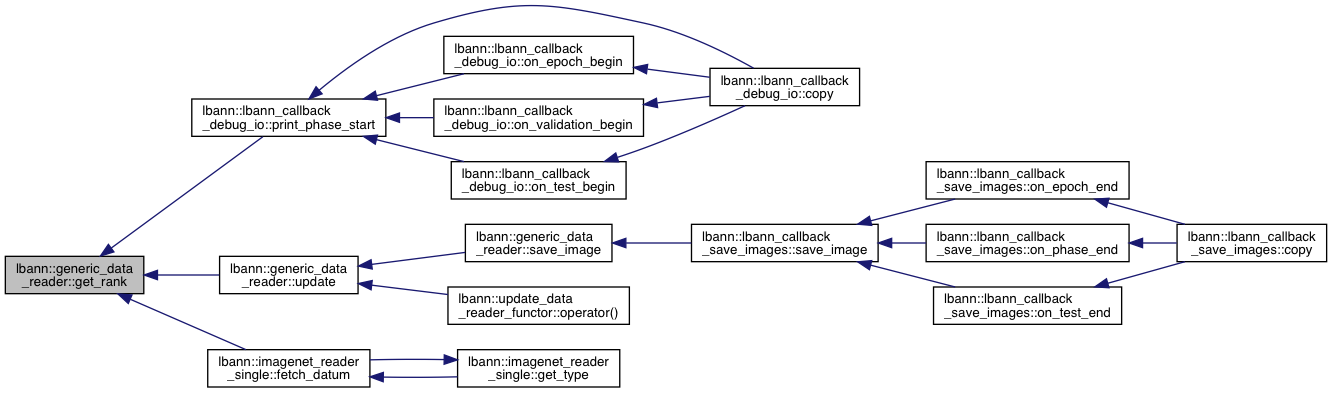 lbann::generic_data
_reader::get_rank
lbann::lbann_callback
_debug_io::print_phase_start
lbann::lbann_callback
_debug_io::on_epoch_begin
lbann::lbann_callback
_debug_io::on_validation_begin
lbann::lbann_callback
_debug_io::on_test_begin
lbann::lbann_callback
_debug_io::copy
lbann::generic_data
_reader::update
lbann::generic_data
_reader::save_image
lbann::update_data
_reader_functor::operator()
lbann::lbann_callback
_save_images::save_image
lbann::lbann_callback
_save_images::on_epoch_end
lbann::lbann_callback
_save_images::on_phase_end
lbann::lbann_callback
_save_images::on_test_end
lbann::lbann_callback
_save_images::copy
lbann::imagenet_reader
_single::fetch_datum
lbann::imagenet_reader
_single::get_type